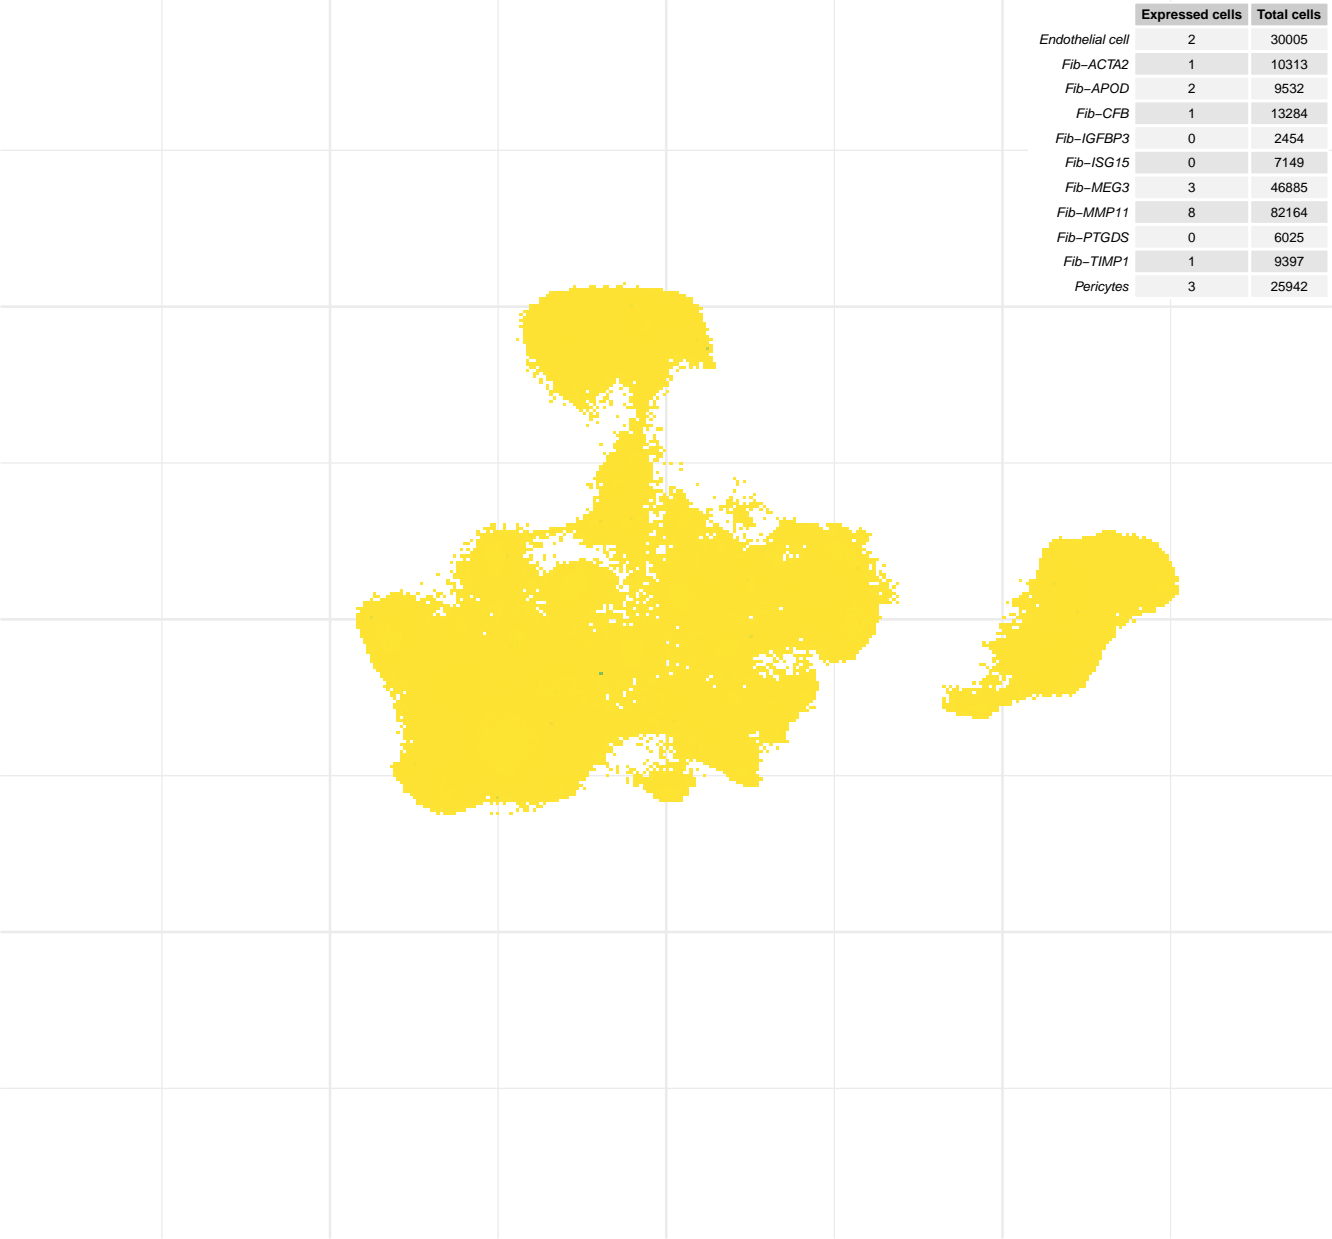 Expressed cells Total cells
Endothelial cell 2 30005
Fib−ACTA2 1 10313
Fib−APOD 2 9532
Fib−CFB 1 13284
Fib−IGFBP3 0 2454
Fib−ISG15 0 7149
Fib−MEG3 3 46885
Fib−MMP11 8 82164
Fib−PTGDS 0 6025
Fib−TIMP1 1 9397
Pericytes 3 25942